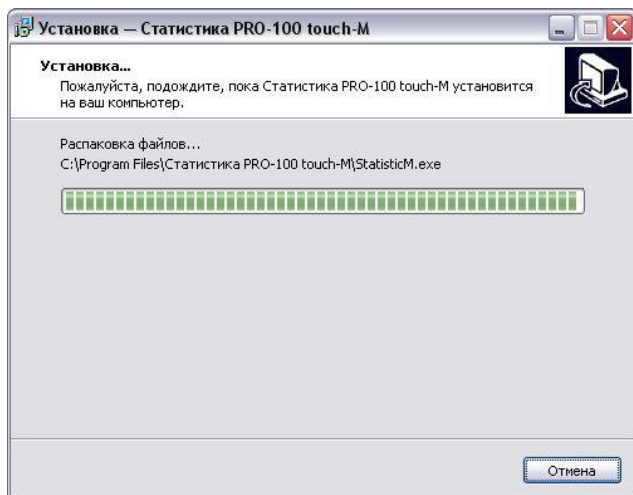 Установка — Статистика PRO-100 touch-M
Установка...
Пожалуйста, подождите, пока Статистика PRO-100 touch-M установится
на ваш компьютер.
Распаковка файлов...
C:\Program Files\Статистика PRO-100 touch-M\StatisticM.exe
Отмена